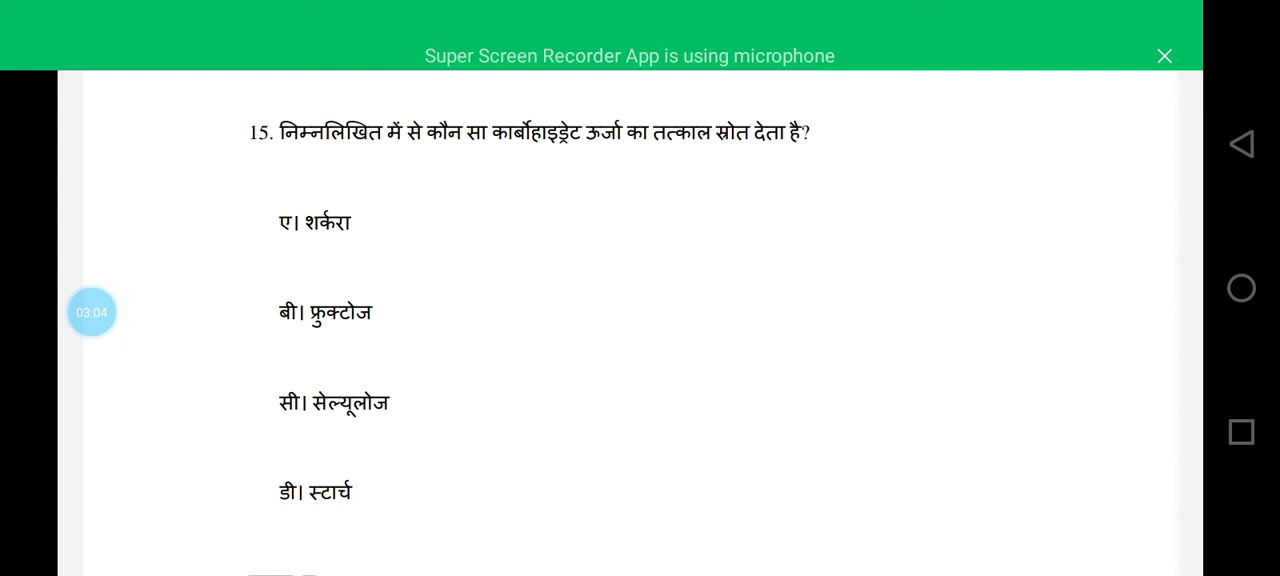 Super Screen Recorder App is using microphone
15. निम्नलिखित में से कौन सा कार्बोहाइड्रेट ऊर्जा का तत्काल स्रोत देता है?
ए। शर्करा
बी। फ्रुक्टोज
03:04
सी। सेल्यूलोज
डी। स्टार्च